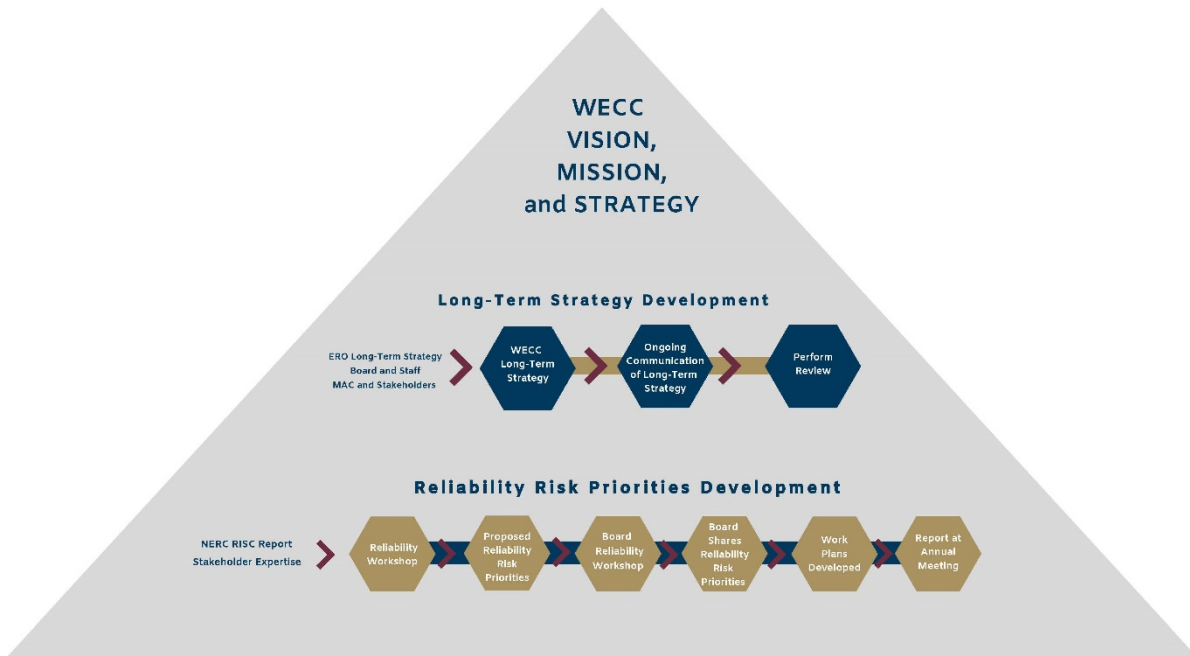 WECC
VISION,
MISSION,
and STRATEGY
Long-Term Strategy Development
ERO Long-Term Strategy
Board and Staff
MAC and Stakeholders
WECC
Long-Term
Strategy
Ongoing
Communication
of Long-Term
Strategy
Perform
Review
Reliability Risk Priorities Development
NERC RISC Report
Stakeholder Expertise
Reliability
Workshop
Proposed
Reliability
Risk
Priorities
Board
Reliability
Workshop
Board
Shares
Reliability
Risk
Priorities
Work
Plans
Developed
Report at
Annual
Meeting